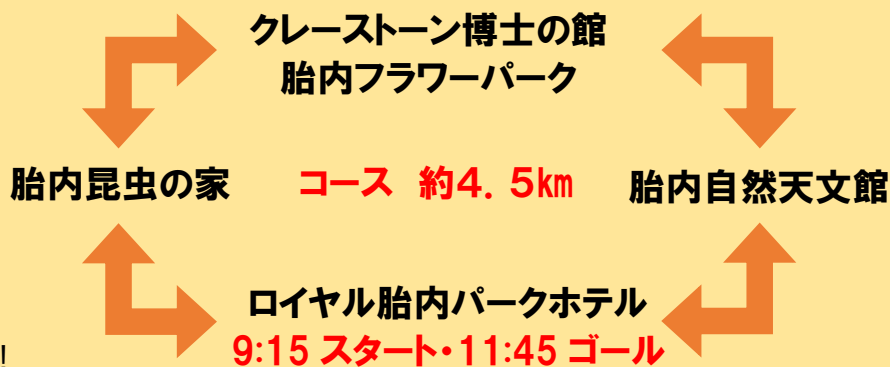 クレーストーン博士の館
胎内フラワーパーク
胎内昆虫の家
コース 約4．5㎞
胎内自然天文館
ロイヤル胎内パークホテル
9:15 スタート・11:45 ゴール
!